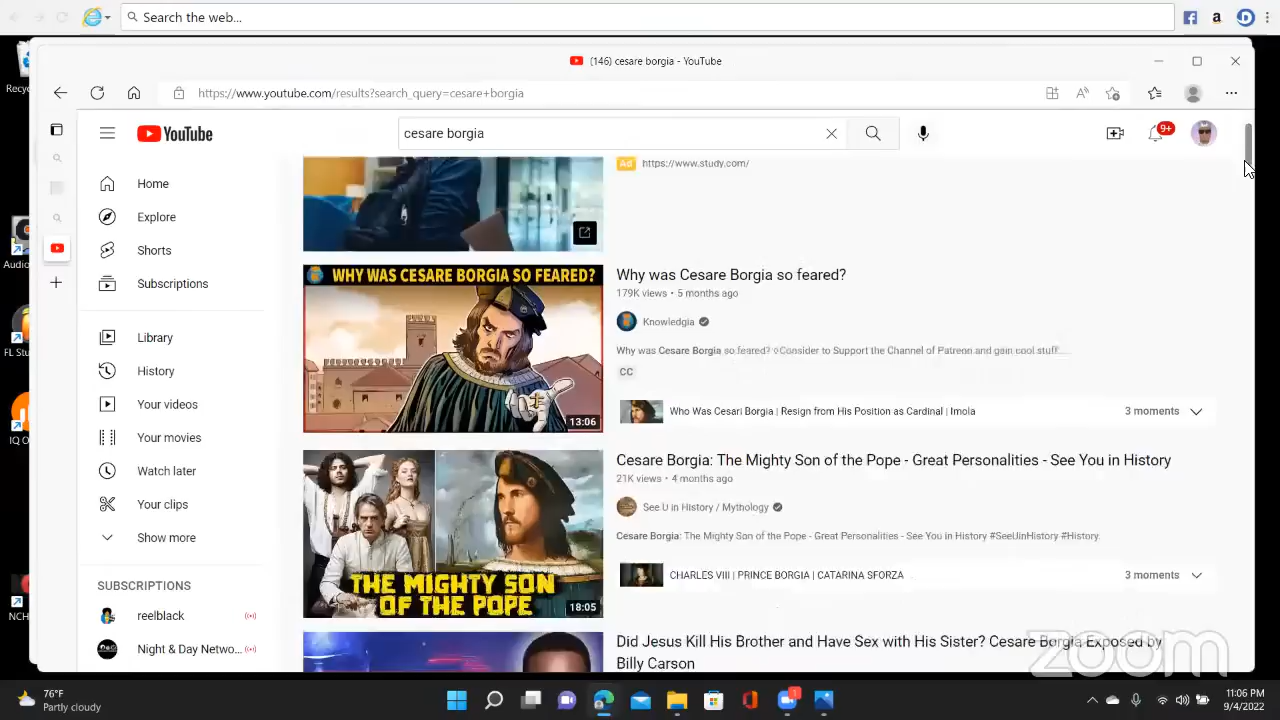 Search the web...
(146) cesare borgia - YouTube
https://www.youtube.com/results?search_query=cesare+borgia
Recyc
YouTube
cesare borgia
9+
Ad https://www.study.com/
Home
Explore
Shorts
Subscriptions
Library
History
Your videos
Your movies
Watch later
Your clips
Show more
SUBSCRIPTIONS
reelblack
Night & Day Netwo...
Audio
FL Stu
IQ O
NCH
WHY WAS CESARE BORGIA SO FEARED?
13:06
Why was Cesare Borgia so feared?
179K views • 5 months ago
Knowledgia
Why was Cesare Borgia so feared? Consider to Support the Channel of Patreon and gain cool stuff
CC
Who Was Cesari Borgia | Resign from His Position as Cardinal | Imola
3 moments
THE MIGHTY SON
OF THE POPE
18:05
Cesare Borgia: The Mighty Son of the Pope - Great Personalities - See You in History
21K views • 4 months ago
See U in History / Mythology
Cesare Borgia: The Mighty Son of the Pope - Great Personalities - See You in History #SeeUinHistory #History.
CHARLES VIII | PRINCE BORGIA | CATARINA SFORZA
3 moments
Did Jesus Kill His Brother and Have Sex with His Sister? Cesare Borgia Exposed by
Billy Carson
zoom
76°F
Partly cloudy
1
11:06 PM
9/4/2022